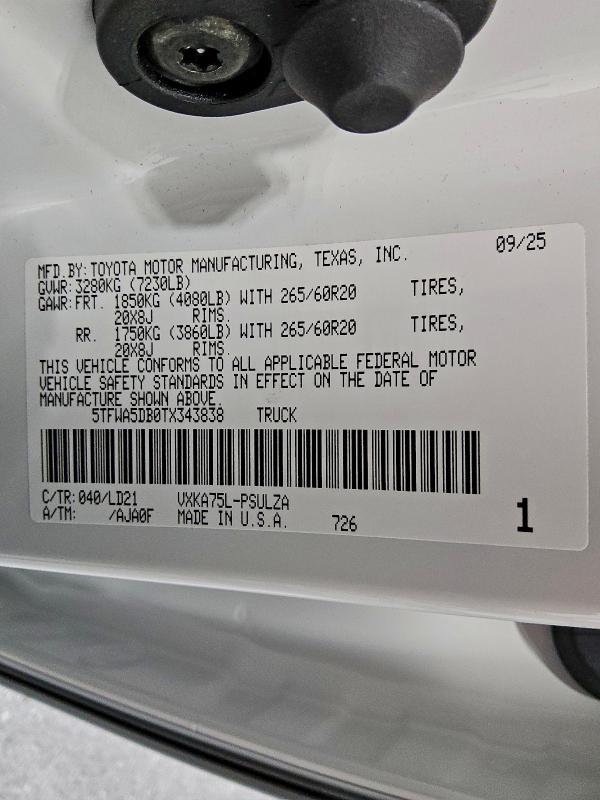 MFD.BY:TOYOTA MOTOR MANUFACTURING, TEXAS, INC. 09/25
GVWR:3280KG (7230LB)
GAWR:FRT. 1850KG (4080LB) WITH 265/60R20 TIRES,
20X8J RIMS.
RR. 1750KG (3860LB) WITH 265/60R20 TIRES,
20X8J RIMS.
THIS VEHICLE CONFORMS TO ALL APPLICABLE FEDERAL MOTOR
VEHICLE SAFETY STANDARDS IN EFFECT ON THE DATE OF
MANUFACTURE SHOWN ABOVE.
5TFWA5DB0TX343838 TRUCK
C/TR:040/LD21 VXKA75L-PSULZA
A/TM: /AJA0F MADE IN U.S.A. 726 1